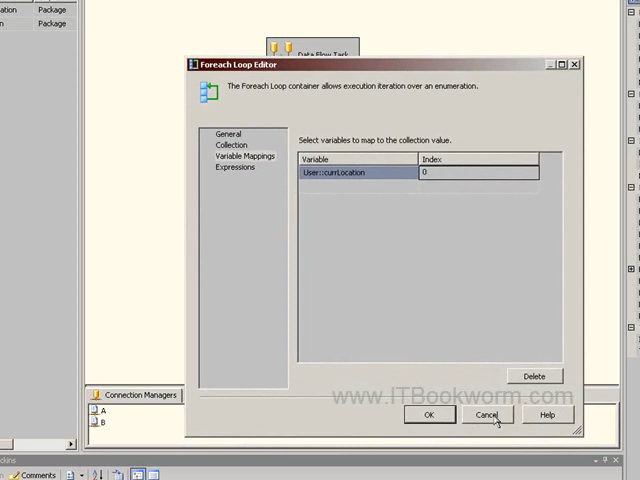 ation Package
n Package
Data Flow Task
Foreach Loop Editor
The Foreach Loop container allows execution iteration over an enumeration.
General
Collection
Variable Mappings
Expressions
Select variables to map to the collection value.
Variable Index
User::currLocation 0
Delete
www.ITBookworm.com
OK Cancel Help
Connection Managers
A
B
Comments